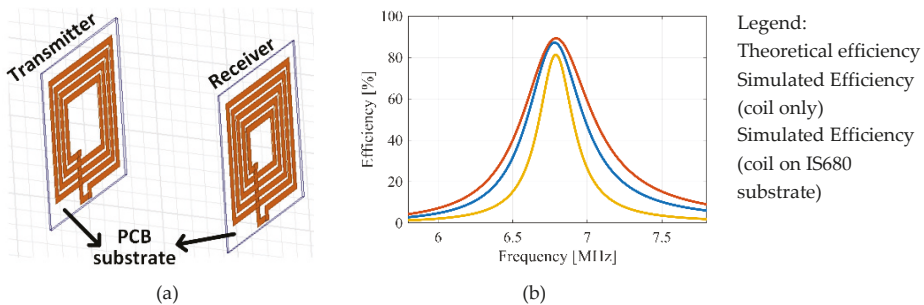 Transmitter
Receiver
PCB
substrate
(a)
100
80
60
40
20
0
Efficiency [%]
6
6.5
7
7.5
Frequency [MHz]
(b)
Legend:
Theoretical efficiency
Simulated Efficiency
(coil only)
Simulated Efficiency
(coil on IS680
substrate)